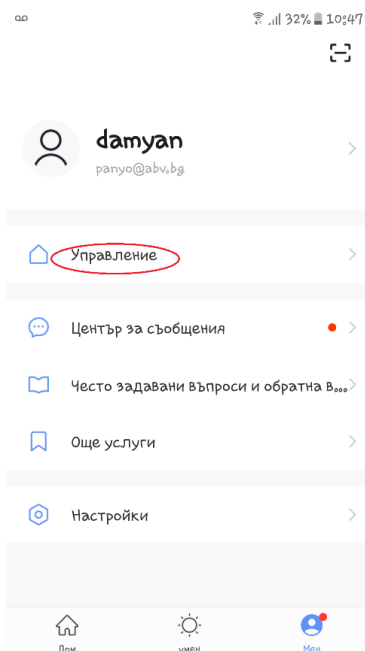 32% 10:47
damyan
panyo@abv.bg
Управление
Център за съобщения
Често задавани въпроси и обратна в...
Още услуги
Настройки
Дом умен Мен